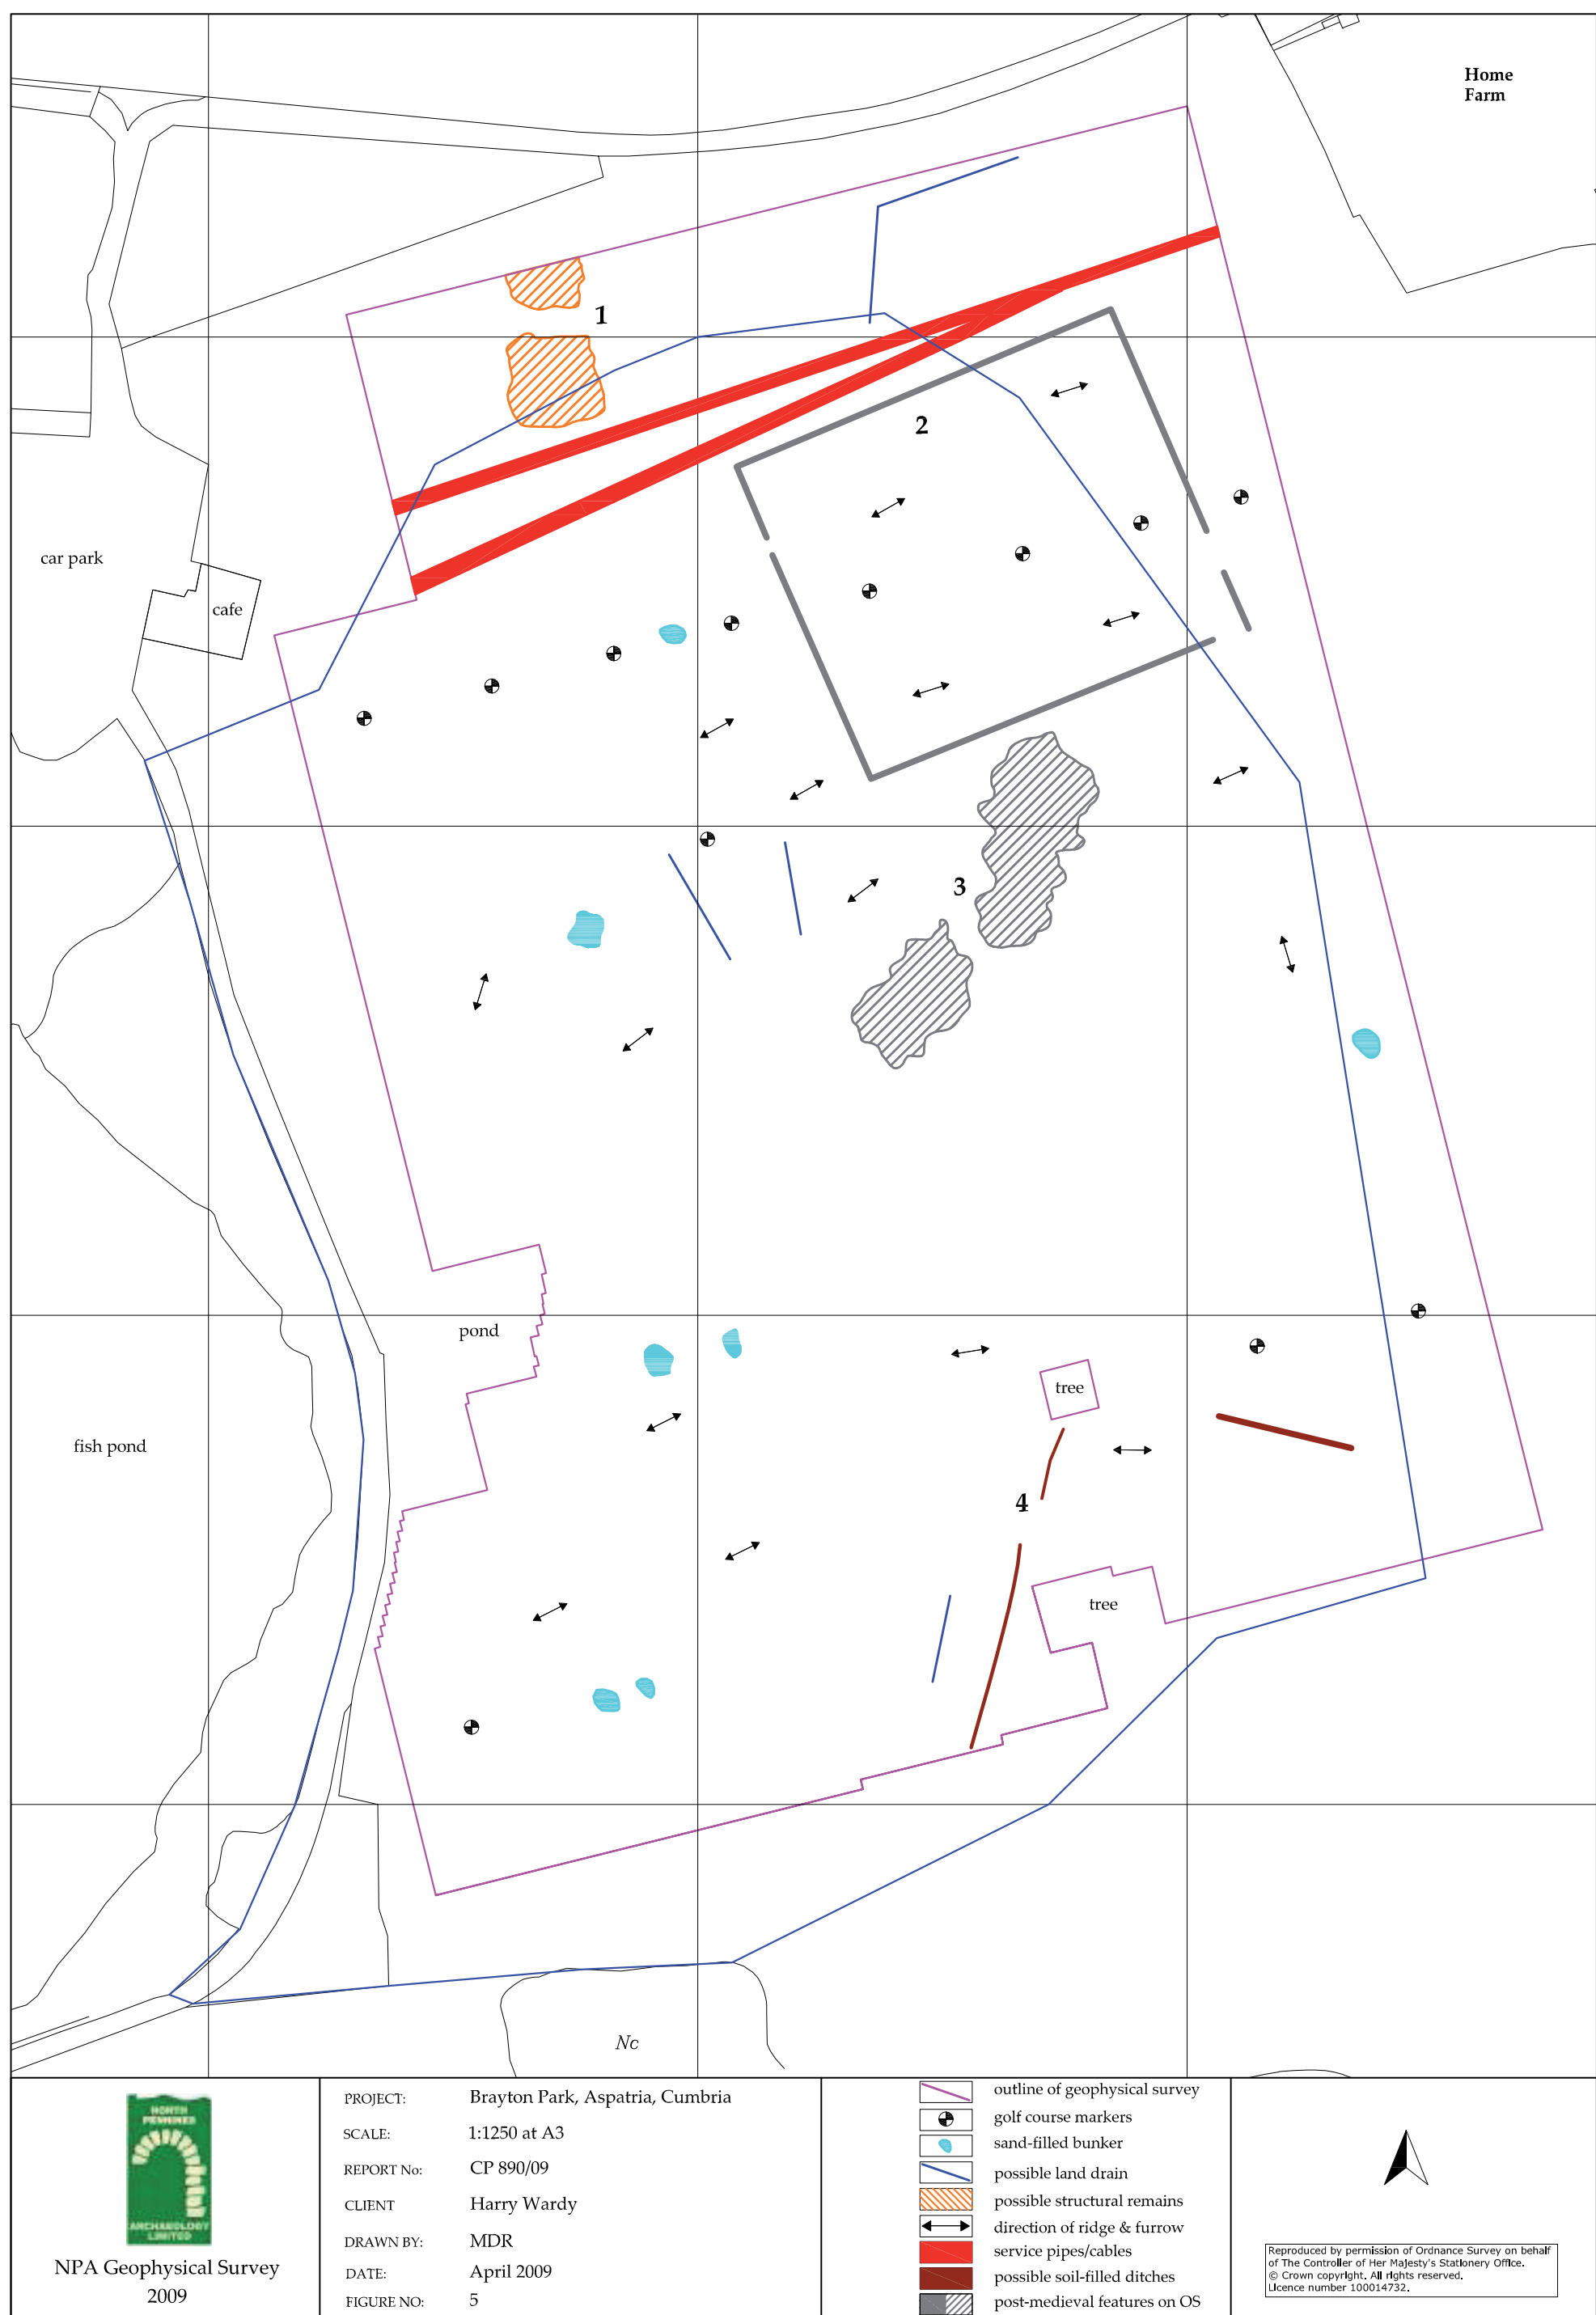 Home
Farm
1
2
car park
cafe
3
pond
tree
fish pond
4
tree
Nc
NORTH
PENNINES
ARCHAEOLOGY
LIMITED
NPA Geophysical Survey
2009
PROJECT: Brayton Park, Aspatria, Cumbria
SCALE: 1:1250 at A3
REPORT No: CP 890/09
CLIENT Harry Wardy
DRAWN BY: MDR
DATE: April 2009
FIGURE NO: 5
outline of geophysical survey
golf course markers
sand-filled bunker
possible land drain
possible structural remains
direction of ridge & furrow
service pipes/cables
possible soil-filled ditches
post-medieval features on OS
Reproduced by permission of Ordnance Survey on behalf
of The Controller of Her Majesty's Stationery Office.
© Crown copyright. All rights reserved.
Licence number 100014732.